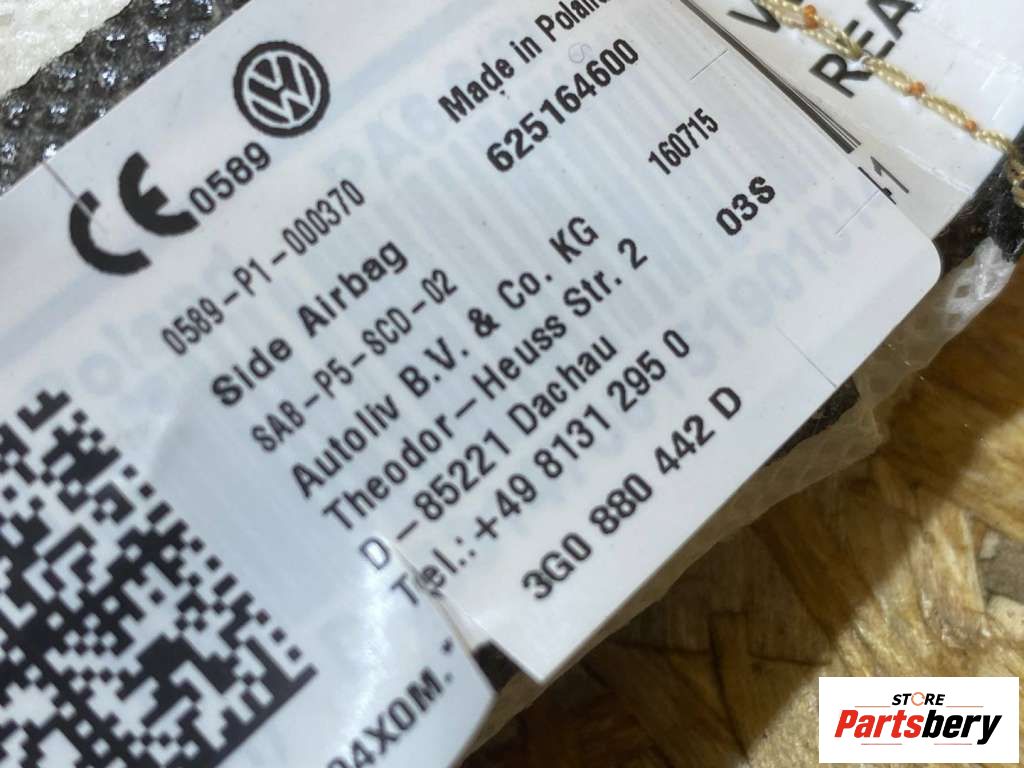 Made in Poland
625164600
160715
03S
0589
0589-P1-000370
Side Airbag
SAB-P5-SCD-02
Autoliv B.V. & Co. KG
Theodor-Heuss Str. 2
D-85221 Dachau
Tel.:+49 8131 295 0
3G0 880 442 D
REA
STORE
Partsbery